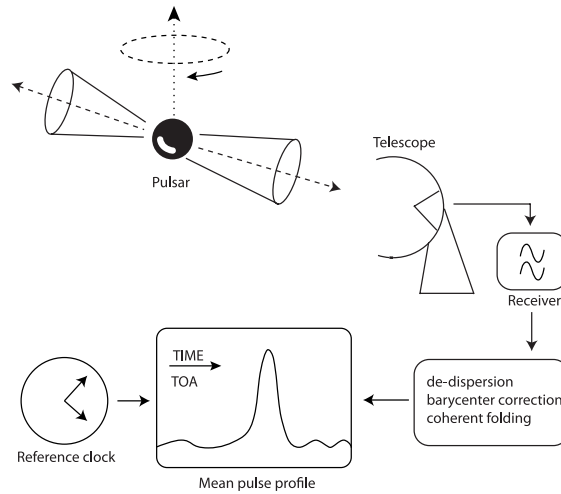 Pulsar
Telescope
Receiver
de-dispersion
barycenter correction
coherent folding
TIME
TOA
Reference clock
Mean pulse profile